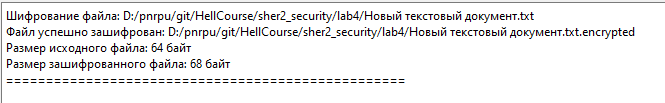 Шифрование файла: D:/pnrpu/git/HellCourse/sher2_security/lab4/Новый текстовый документ.txt
Файл успешно зашифрован: D:/pnrpu/git/HellCourse/sher2_security/lab4/Новый текстовый документ.txt.encrypted
Размер исходного файла: 64 байт
Размер зашифрованного файла: 68 байт
==================================================